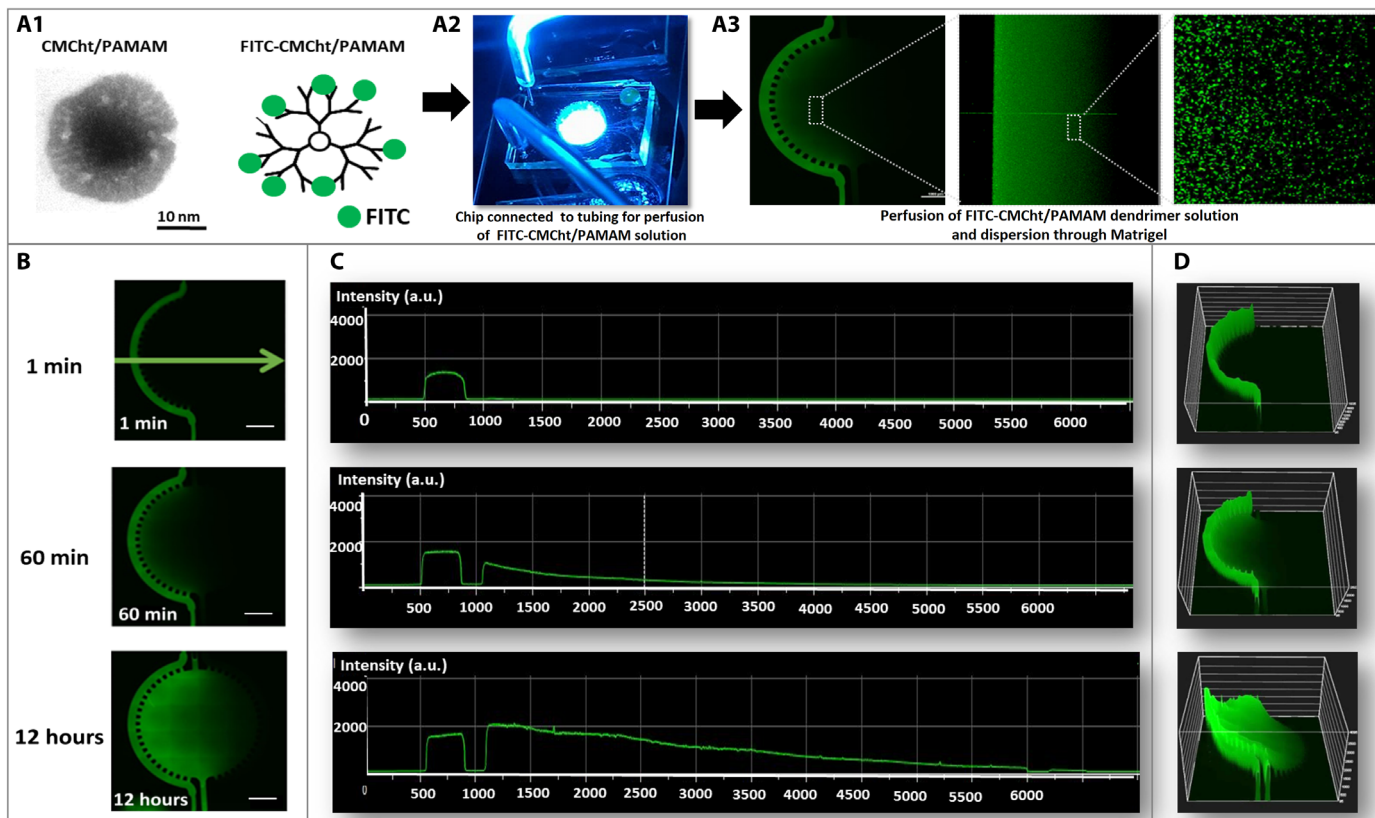 A1
CMCht/PAMAM
FITC-CMCht/PAMAM
10 nm
FITC
A2
Chip connected to tubing for perfusion
of FITC-CMCht/PAMAM solution
A3
Perfusion of FITC-CMCht/PAMAM dendrimer solution
and dispersion through Matrigel
B
1 min
1 min
60 min
60 min
12 hours
12 hours
C
Intensity (a.u.)
4000
2000
0 500 1000 1500 2000 2500 3000 3500 4000 4500 5000 5500 6000
Intensity (a.u.)
4000
2000
500 1000 1500 2000 2500 3000 3500 4000 4500 5000 5500 6000
Intensity (a.u.)
4000
2000
0 500 1000 1500 2000 2500 3000 3500 4000 4500 5000 5500 6000
D